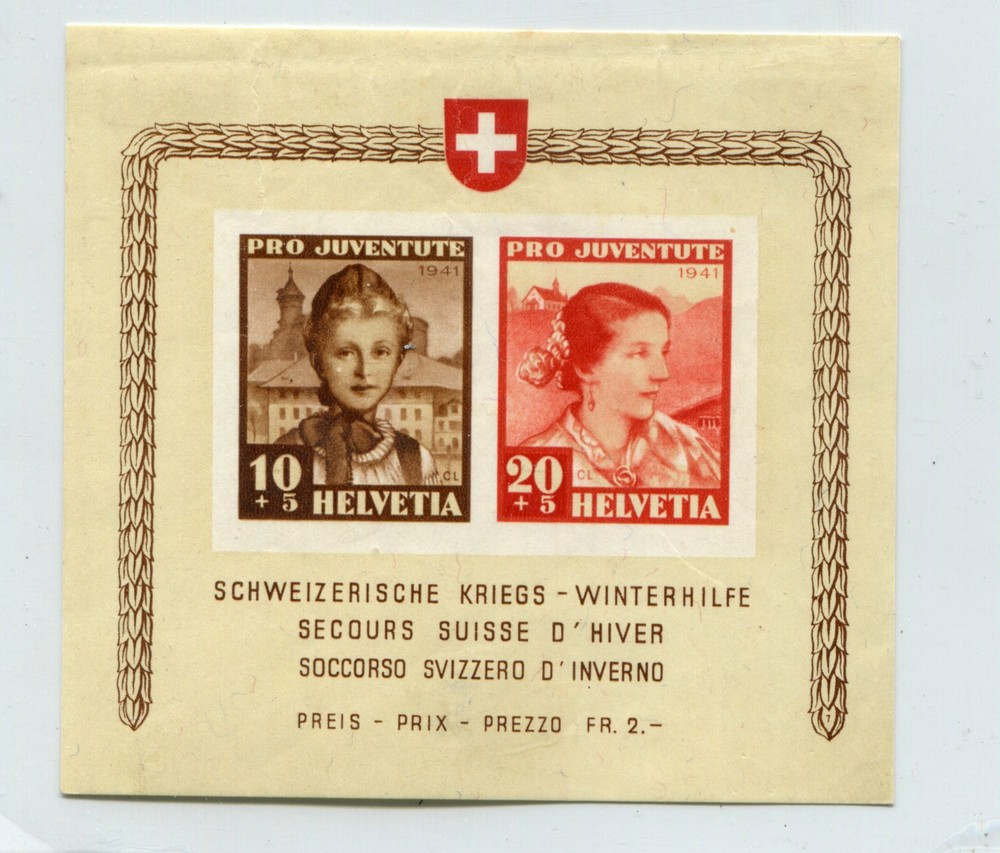 PRO JUVENTUTE
1941
10
+ 5
CL
HELVETIA
PRO JUVENTUTE
1941
20
+ 5
CL
HELVETIA
SCHWEIZERISCHE KRIEGS - WINTERHILFE
SECOURS SUISSE D' HIVER
SOCCORSO SVIZZERO D' INVERNO
PREIS - PRIX - PREZZO FR. 2.-
7